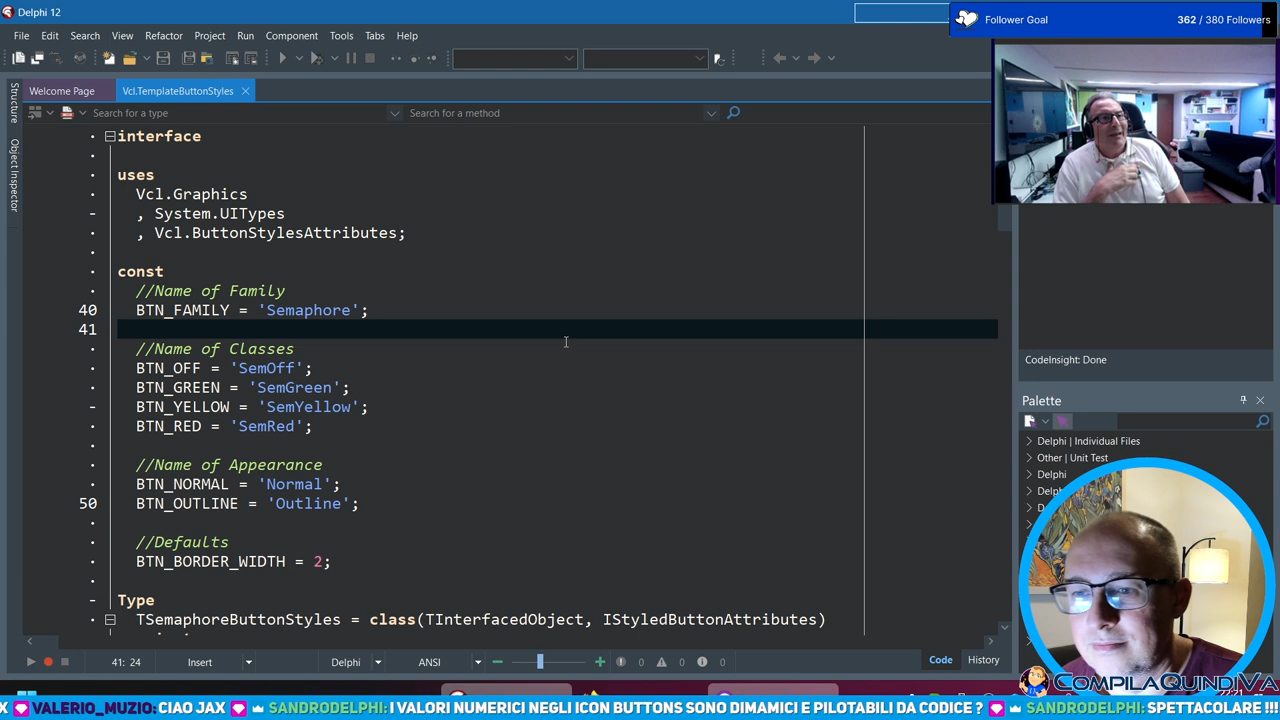 Delphi 12
Follower Goal
362 / 380 Followers
File Edit Search View Refactor Project Run Component Tools Tabs Help
Welcome Page
Vcl.TemplateButtonStyles
Structure
Object Inspector
Search for a type
Search for a method
interface
uses
Vcl.Graphics
, System.UITypes
, Vcl.ButtonStylesAttributes;
const
//Name of Family
40 BTN_FAMILY = 'Semaphore';
41
//Name of Classes
BTN_OFF = 'SemOff';
BTN_GREEN = 'SemGreen';
BTN_YELLOW = 'SemYellow';
BTN_RED = 'SemRed';
//Name of Appearance
BTN_NORMAL = 'Normal';
50 BTN_OUTLINE = 'Outline';
//Defaults
BTN_BORDER_WIDTH = 2;
Type
TSemaphoreButtonStyles = class(TInterfacedObject, IStyledButtonAttributes)
CodeInsight: Done
Palette
Delphi | Individual Files
Other | Unit Test
Delphi
41: 24 Insert Delphi ANSI 0 0 0 Code History
COMPILAQUINDIVA
X VALERIO_MUZIO: CIAO JAX SANDRODELPHI: I VALORI NUMERICI NEGLI ICON BUTTONS SONO DIMAMICI E PILOTABILI DA CODICE ? SANDRODELPHI: SPETTACOLARE !!!